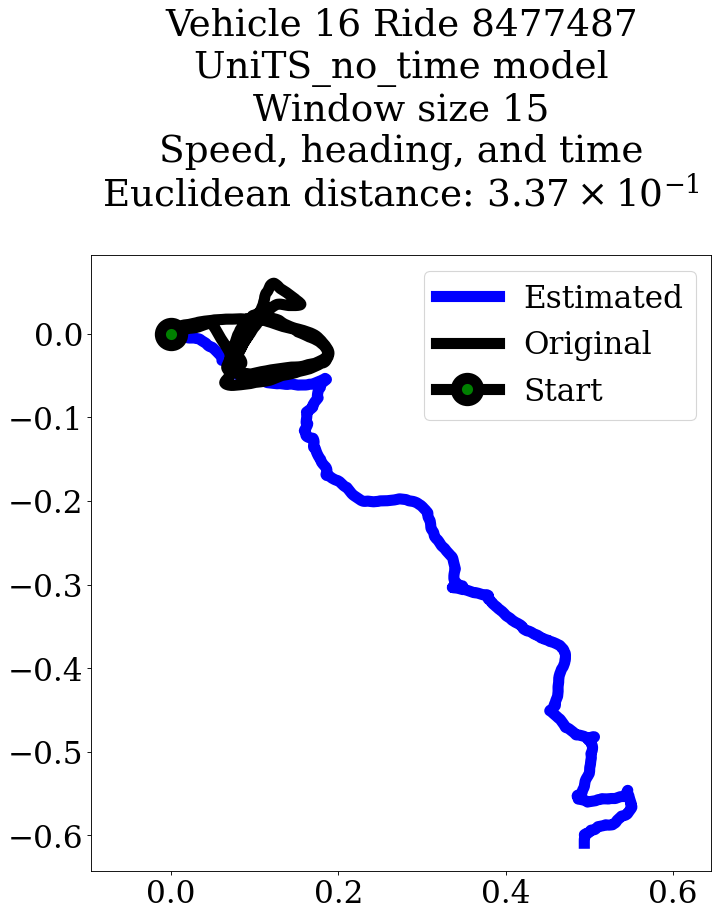 Vehicle 16 Ride 8477487
UniTS_no_time model
Window size 15
Speed, heading, and time
Euclidean distance: 3.37 × 10⁻¹
Estimated
Original
Start
0.0
−0.1
−0.2
−0.3
−0.4
−0.5
−0.6
0.0 0.2 0.4 0.6